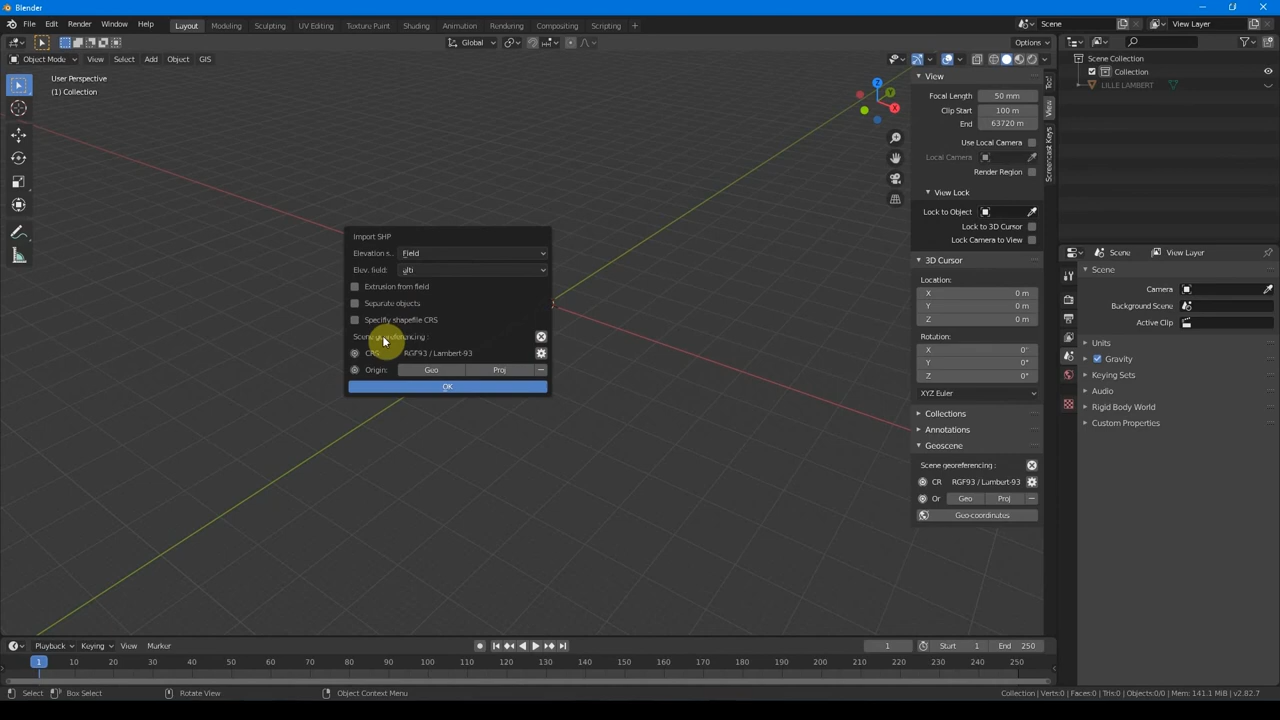 Blender
File Edit Render Window Help Layout Modeling Sculpting UV Editing Texture Paint Shading Animation Rendering Compositing Scripting + Scene View Layer
Global Options
Object Mode View Select Add Object GIS
User Perspective
(1) Collection
Z
Y
X
Import SHP
Elevation s.. Field
Elev. field: alti
Extrusion from field
Separate objects
Specifiy shapefile CRS
Scene georeferencing :
CRS RGF93 / Lambert-93
Origin: Geo Proj
OK
View
Focal Length 50 mm
Clip Start 100 m
End 63720 m
Use Local Camera
Local Camera
Render Region
View Lock
Lock to Object
Lock to 3D Cursor
Lock Camera to View
3D Cursor
Location:
X 0 m
Y 0 m
Z 0 m
Rotation:
X 0°
Y 0°
Z 0°
XYZ Euler
Collections
Annotations
Geoscene
Scene georeferencing :
CR RGF93 / Lambert-93
Or Geo Proj
Geo-coordinates
Tool
View
Screencast Keys
Scene Collection
Collection
LILLE LAMBERT
Scene View Layer
Scene
Camera
Background Scene
Active Clip
Units
Gravity
Keying Sets
Audio
Rigid Body World
Custom Properties
Playback Keying View Marker 1 Start 1 End 250
1 10 20 30 40 50 60 70 80 90 100 110 120 130 140 150 160 170 180 190 200 210 220 230 240 250
Select Box Select Rotate View Object Context Menu Collection | Verts:0 | Faces:0 | Tris:0 | Objects:0/0 | Mem: 141.1 MiB | v2.82.7